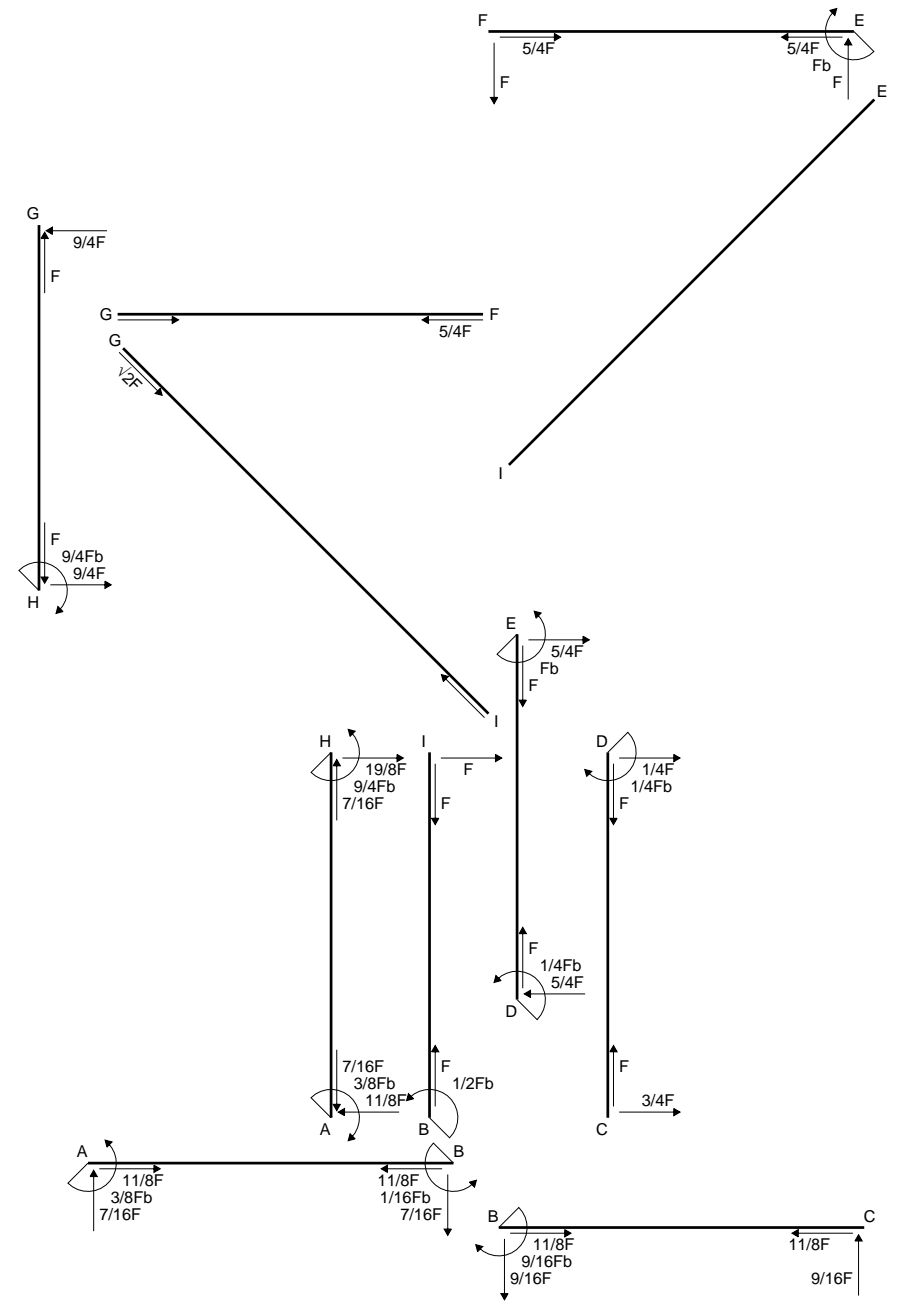 F E
5/4F 5/4F
Fb
F F
E
G
9/4F
F
G F
5/4F
G
√2F
I
F
9/4Fb
9/4F
H
E
5/4F
Fb
F
I
H I D
19/8F F 1/4F
9/4Fb 1/4Fb
7/16F F F
F
1/4Fb
5/4F
D
7/16F F F
3/8Fb 1/2Fb
11/8F 3/4F
A B C
A B
11/8F 11/8F
3/8Fb 1/16Fb
7/16F 7/16F
B C
11/8F 11/8F
9/16Fb
9/16F 9/16F